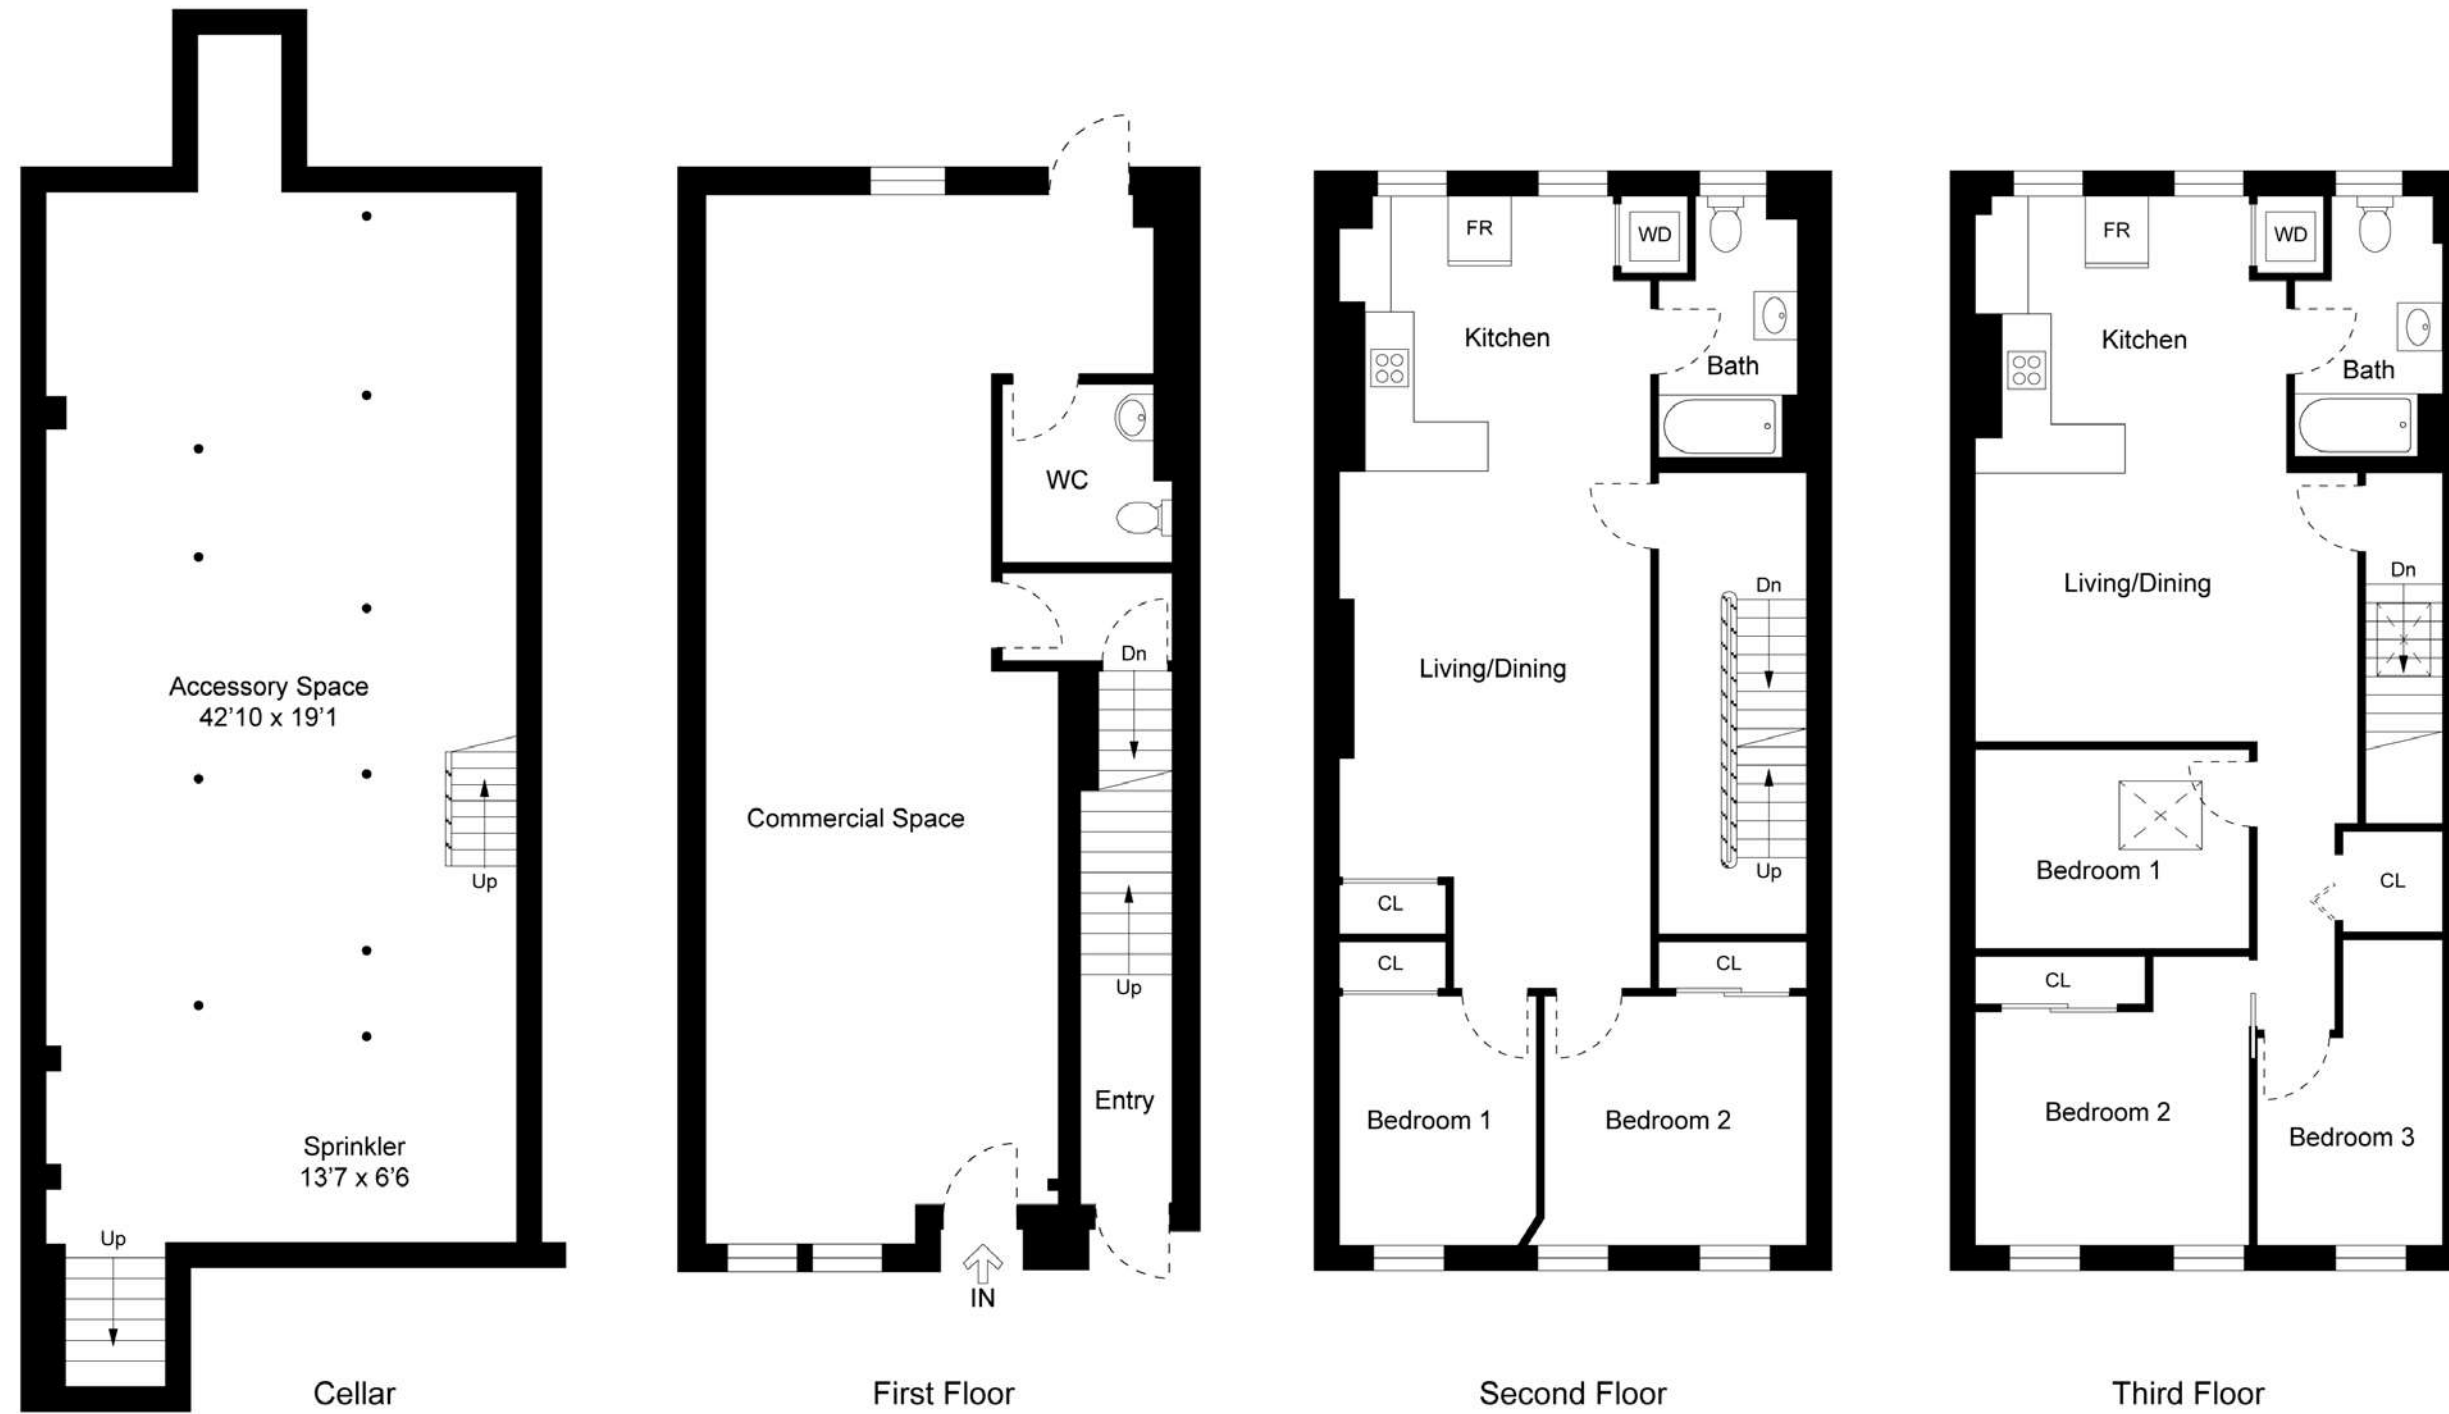 Accessory Space
42'10 x 19'1
Up
Sprinkler
13'7 x 6'6
Up
Cellar
WC
Dn
Commercial Space
Up
Entry
IN
First Floor
FR
WD
Kitchen
Bath
Dn
Living/Dining
Up
CL
CL
CL
Bedroom 1
Bedroom 2
Second Floor
FR
WD
Kitchen
Bath
Dn
Living/Dining
Bedroom 1
CL
CL
Bedroom 2
Bedroom 3
Third Floor